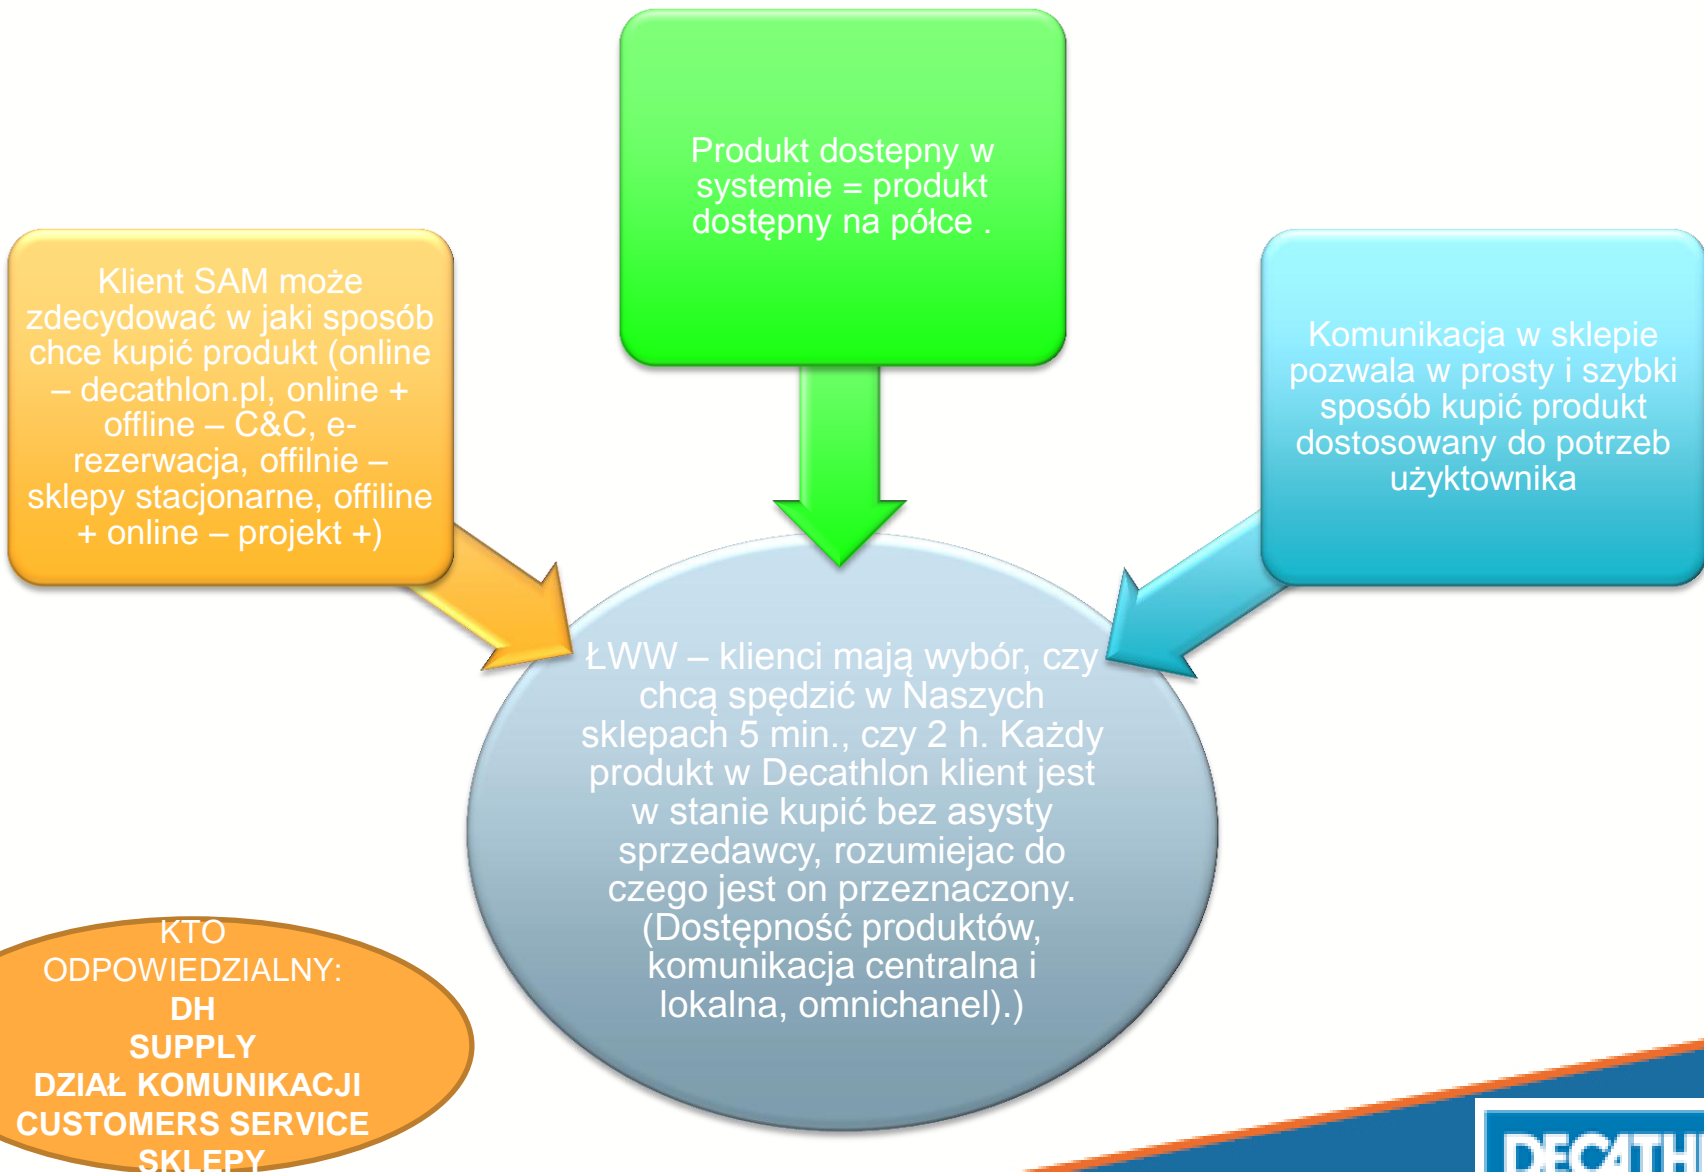 Produkt dostepny w
systemie = produkt
dostępny na półce .
Klient SAM może
zdecydować w jaki sposób
chce kupić produkt (online
– decathlon.pl, online +
offline – C&C, e-
rezerwacja, offilnie –
sklepy stacjonarne, offiline
+ online – projekt +)
Komunikacja w sklepie
pozwala w prosty i szybki
sposób kupić produkt
dostosowany do potrzeb
użyktownika
ŁWW – klienci mają wybór, czy
chcą spędzić w Naszych
sklepach 5 min., czy 2 h. Każdy
produkt w Decathlon klient jest
w stanie kupić bez asysty
sprzedawcy, rozumiejac do
czego jest on przeznaczony.
(Dostępność produktów,
komunikacja centralna i
lokalna, omnichanel).)
KTO
ODPOWIEDZIALNY:
DH
SUPPLY
DZIAŁ KOMUNIKACJI
CUSTOMERS SERVICE
SKLEPY
DECATH